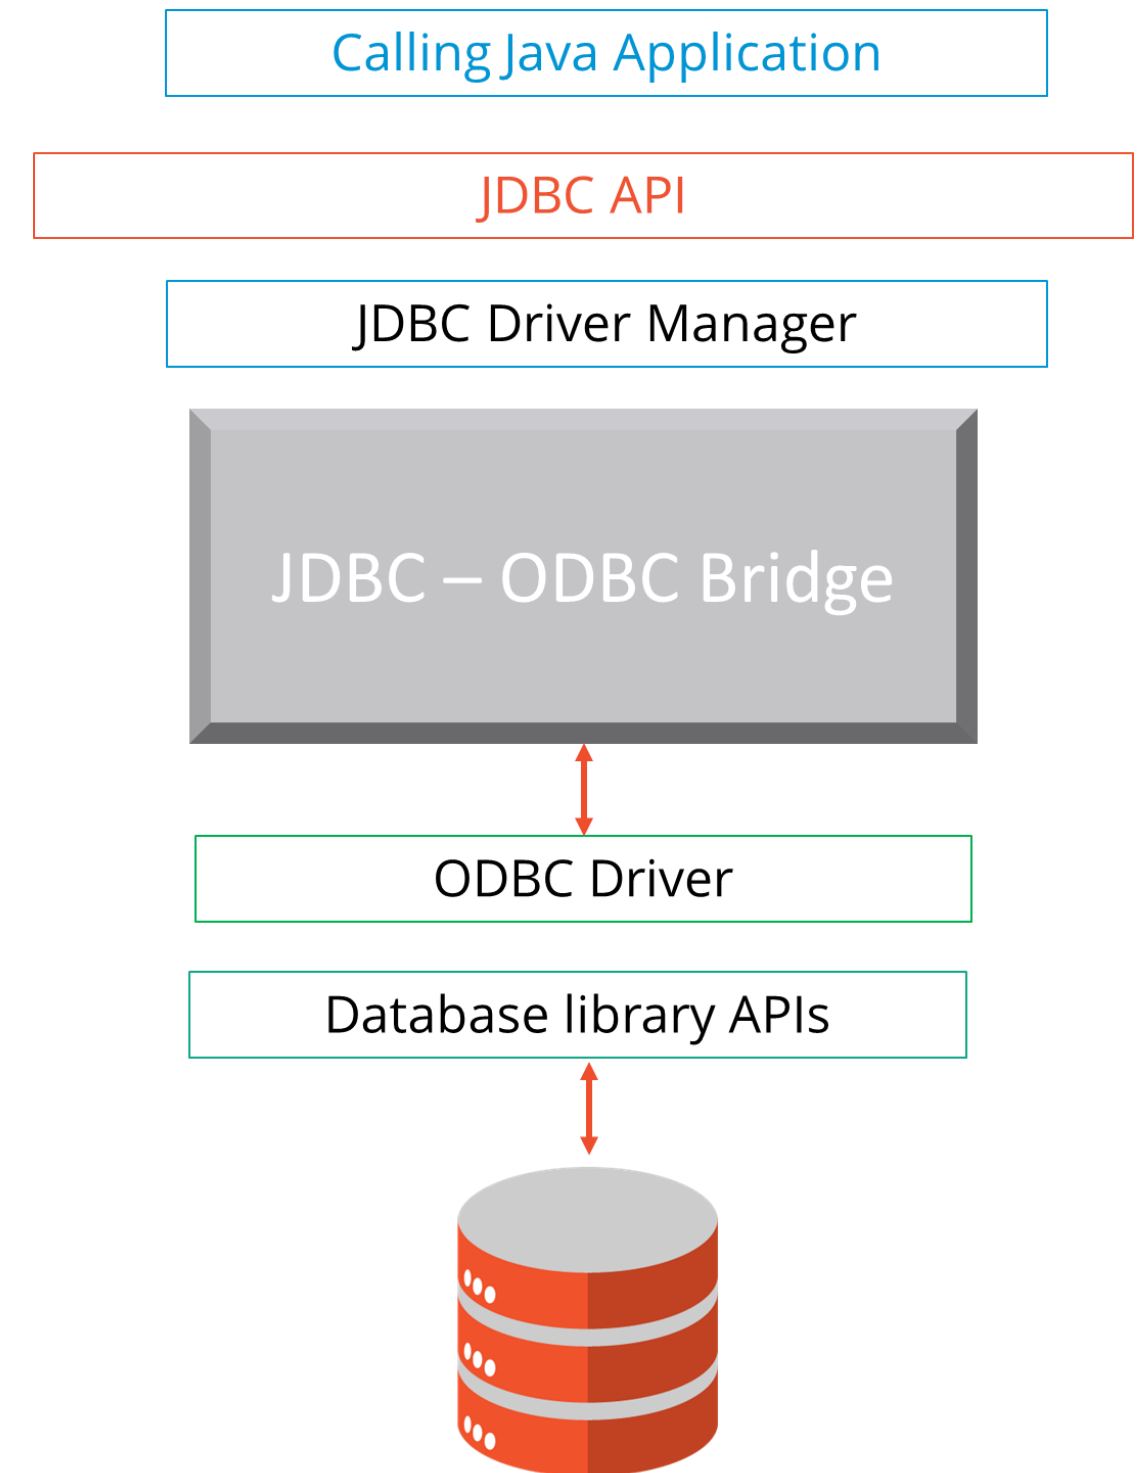 Calling Java Application
JDBC API
JDBC Driver Manager
JDBC – ODBC Bridge
ODBC Driver
Database library APIs